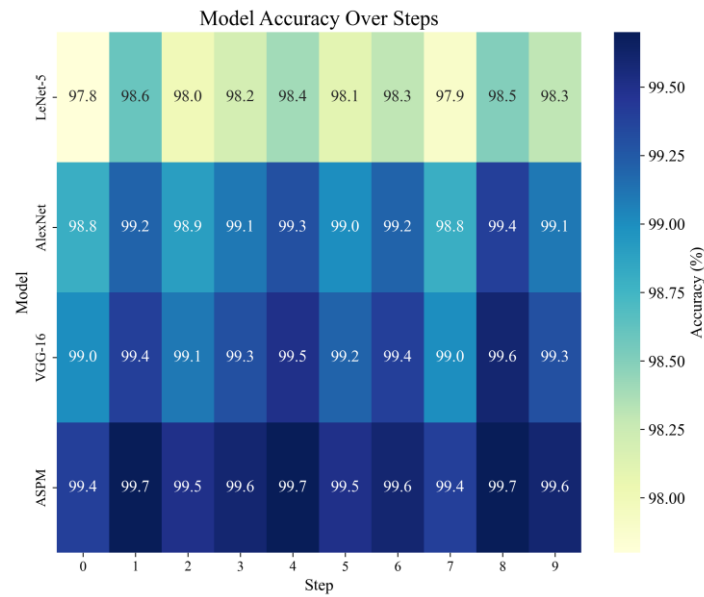 Model Accuracy Over Steps
LeNet-5
97.8 98.6 98.0 98.2 98.4 98.1 98.3 97.9 98.5 98.3
AlexNet
98.8 99.2 98.9 99.1 99.3 99.0 99.2 98.8 99.4 99.1
Model
VGG-16
99.0 99.4 99.1 99.3 99.5 99.2 99.4 99.0 99.6 99.3
ASPM
99.4 99.7 99.5 99.6 99.7 99.5 99.6 99.4 99.7 99.6
0 1 2 3 4 5 6 7 8 9
Step
99.50
99.25
99.00
98.75
98.50
98.25
98.00
Accuracy (%)